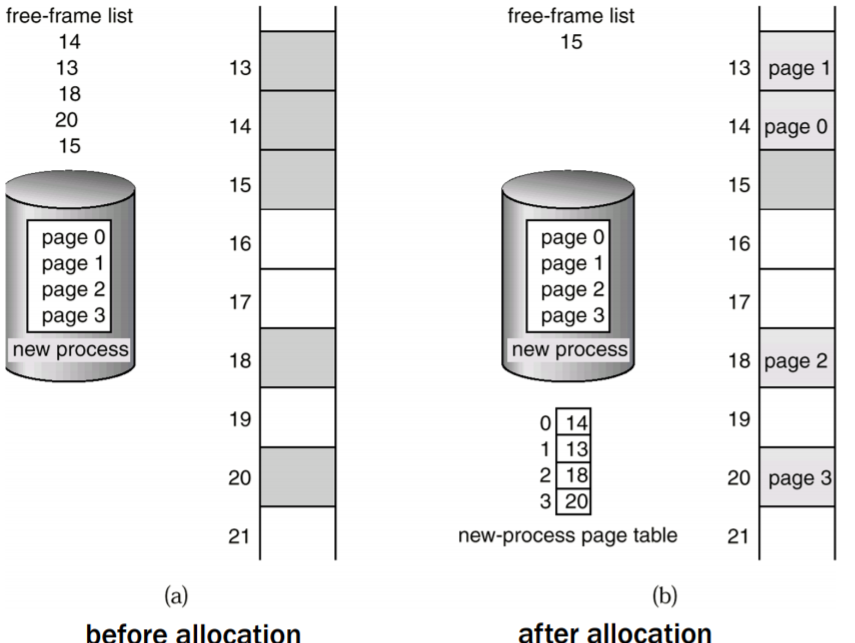 free-frame list
14
13
18
20
15
page 0
page 1
page 2
page 3
new process
13
14
15
16
17
18
19
20
21
(a)
before allocation
free-frame list
15
page 0
page 1
page 2
page 3
new process
0 14
1 13
2 18
3 20
new-process page table
13 page 1
14 page 0
15
16
17
18 page 2
19
20 page 3
21
(b)
after allocation